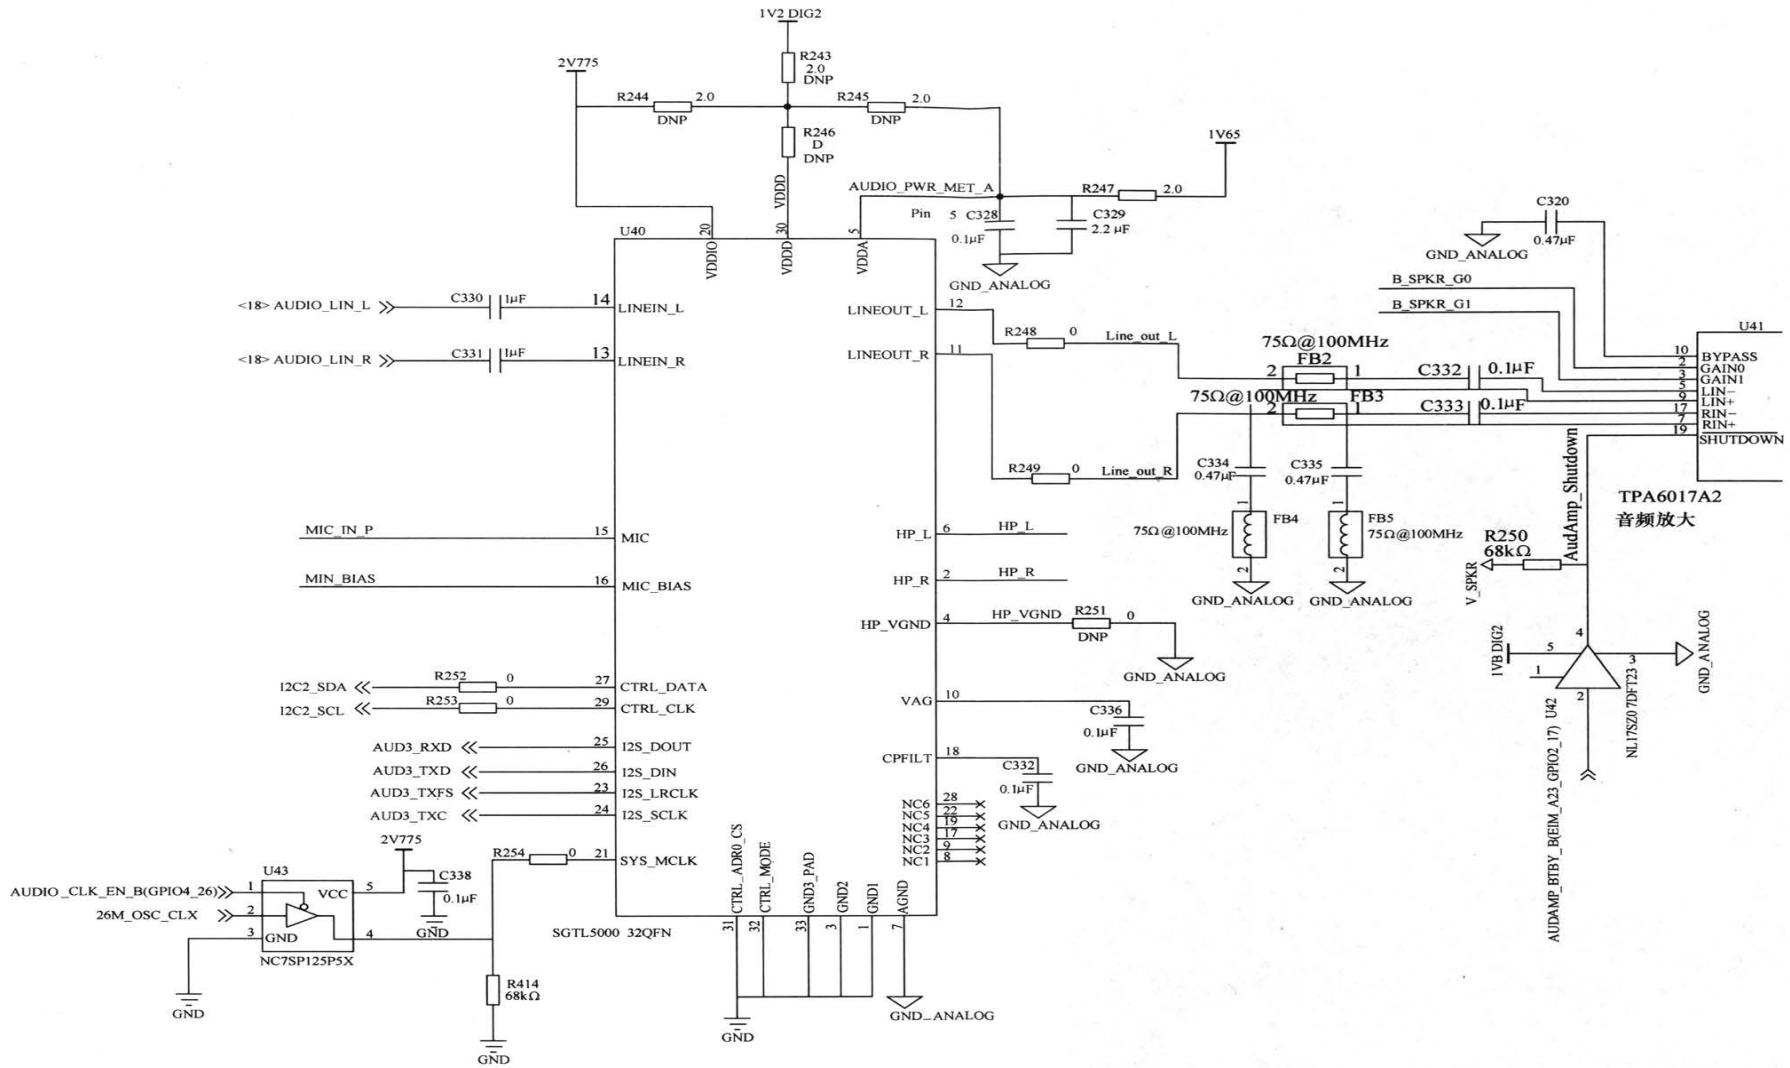 1V2 DIG2
2V775
R243
2.0
DNP
R244 2.0
DNP
R245 2.0
DNP
R246
D
DNP
VDDD
1V65
AUDIO_PWR_MET_A
R247 2.0
Pin 5 C328
0.1μF
C329
2.2 μF
GND_ANALOG
C320
0.47μF
GND_ANALOG
B_SPKR_G0
B_SPKR_G1
U41
10 BYPASS
2 GAIN0
3 GAIN1
5 LIN−
9 LIN+
17 RIN−
7 RIN+
19 SHUTDOWN
TPA6017A2
音频放大
U40
20
VDDIO
30
VDDD
5
VDDA
<18> AUDIO_LIN_L
C330 1μF
14 LINEIN_L
<18> AUDIO_LIN_R
C331 1μF
13 LINEIN_R
LINEOUT_L 12
LINEOUT_R 11
R248 0
Line_out_L
75Ω@100MHz
FB2
2 1
C332 0.1μF
75Ω@100MHz FB3
2 1
C333 0.1μF
R249 0
Line_out_R
C334
0.47μF
C335
0.47μF
1
FB4
75Ω@100MHz
2
GND_ANALOG
1
FB5
75Ω@100MHz
2
GND_ANALOG
AudAmp_Shutdown
R250
68kΩ
V_SPKR
MIC_IN_P
15 MIC
MIN_BIAS
16 MIC_BIAS
HP_L 6 HP_L
HP_R 2 HP_R
HP_VGND 4 HP_VGND
R251 0
DNP
GND_ANALOG
4
5
3
1
2
1VB DIG2
GND_ANALOG
NL17SZ0 7DFT23
AUDAMP_BTBY_B(EIM_A23_GPIO2_17) U42
I2C2_SDA
R252 0
27 CTRL_DATA
I2C2_SCL
R253 0
29 CTRL_CLK
VAG 10
C336
0.1μF
GND_ANALOG
AUD3_RXD
25 I2S_DOUT
AUD3_TXD
26 I2S_DIN
AUD3_TXFS
23 I2S_LRCLK
AUD3_TXC
24 I2S_SCLK
CPFILT 18
C332
0.1μF
GND_ANALOG
NC6 28
NC5 22
NC4 19
NC3 17
NC2 9
NC1 8
2V775
R254 0
21 SYS_MCLK
C338
0.1μF
GND
U43
AUDIO_CLK_EN_B(GPIO4_26)
1
VCC 5
26M_OSC_CLX
2
3 GND
4
NC7SP125P5X
GND
R414
68kΩ
GND
CTRL_ADR0_CS
CTRL_MODE
GND3_PAD
GND2
GND1
AGND
31
32
33
3
1
7
SGTL5000 32QFN
GND
GND_ANALOG